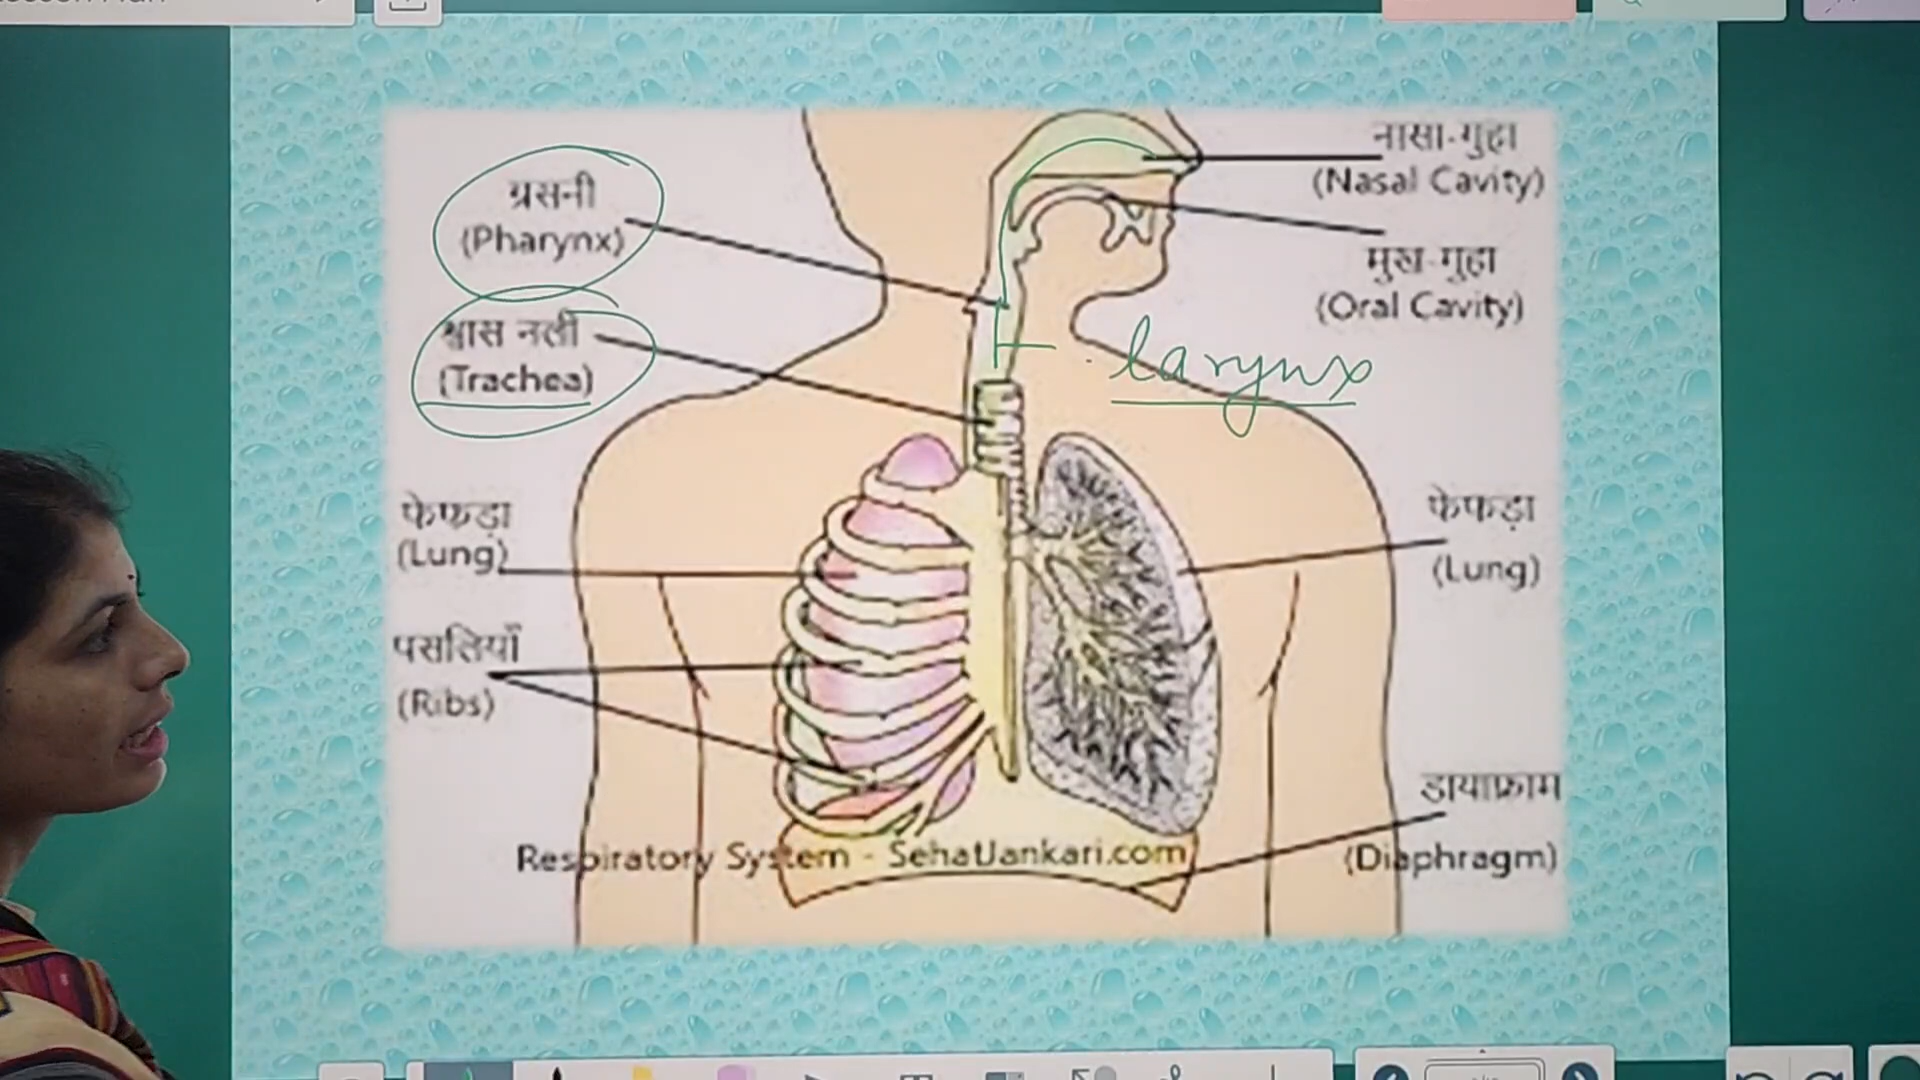 नासा-गुहा
(Nasal Cavity)
मुख-गुहा
(Oral Cavity)
ग्रसनी
(Pharynx)
श्वास नली
(Trachea)
larynx
फेफड़ा
(Lung)
पसलियाँ
(Ribs)
फेफड़ा
(Lung)
डायाफ्राम
(Diaphragm)
Respiratory System - SehatJankari.com